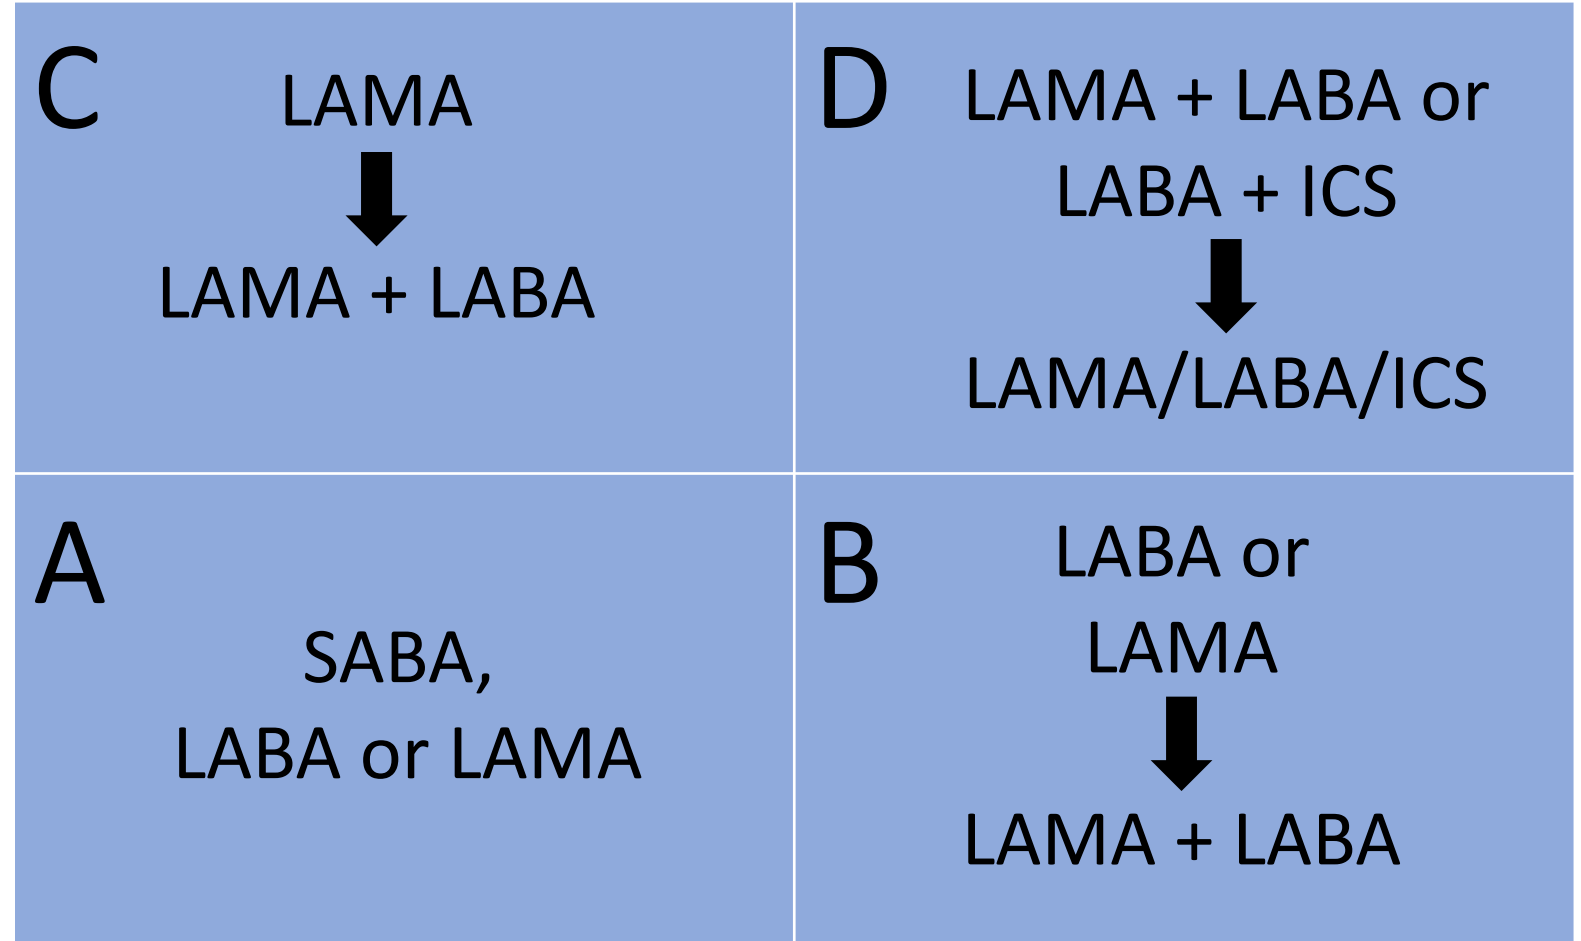 C
LAMA
LAMA + LABA
D
LAMA + LABA or
LABA + ICS
LAMA/LABA/ICS
A
SABA,
LABA or LAMA
B
LABA or
LAMA
LAMA + LABA